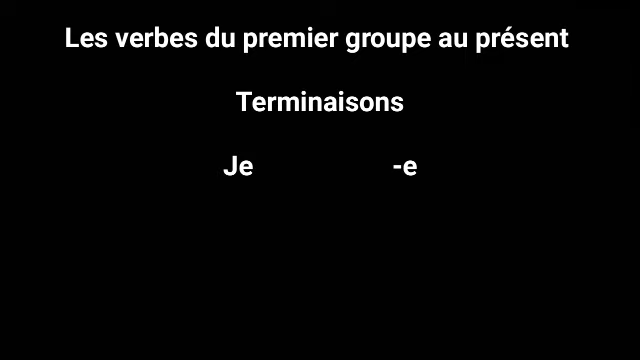 Les verbes du premier groupe au présent
Terminaisons
Je -e